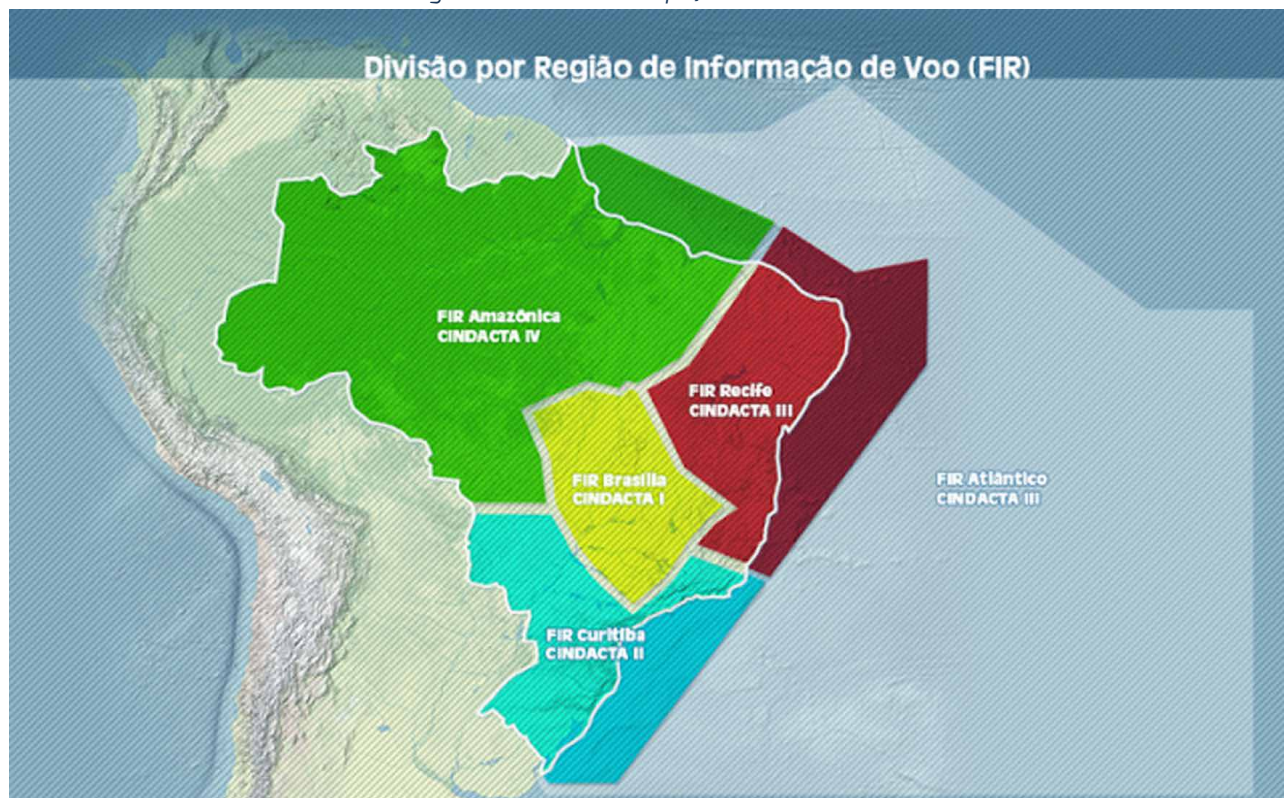 Divisão por Região de Informação de Voo (FIR)
FIR Amazônica
CINDACTA IV
FIR Recife
CINDACTA III
FIR Brasília
CINDACTA I
FIR Atlântico
CINDACTA III
FIR Curitiba
CINDACTA II